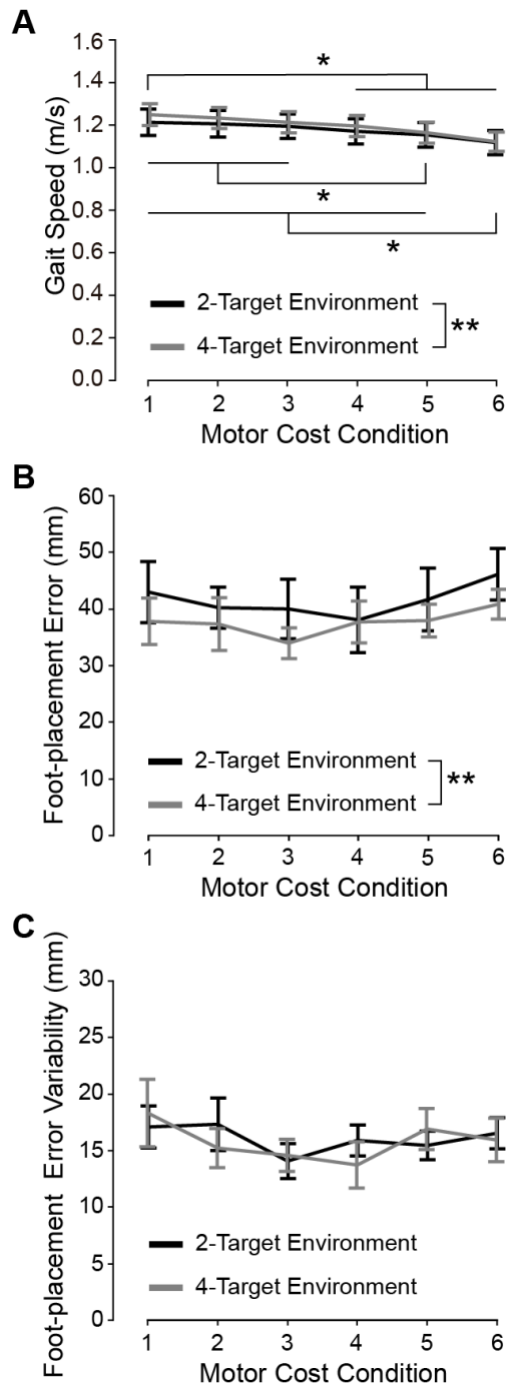 A
Gait Speed (m/s)
1.6
1.4
1.2
1.0
0.8
0.6
0.4
0.2
0.0
*
*
*
2-Target Environment
4-Target Environment
**
1 2 3 4 5 6
Motor Cost Condition
B
Foot-placement Error (mm)
60
50
40
30
20
10
0
2-Target Environment
4-Target Environment
**
1 2 3 4 5 6
Motor Cost Condition
C
Foot-placement Error Variability (mm)
30
25
20
15
10
5
0
2-Target Environment
4-Target Environment
1 2 3 4 5 6
Motor Cost Condition